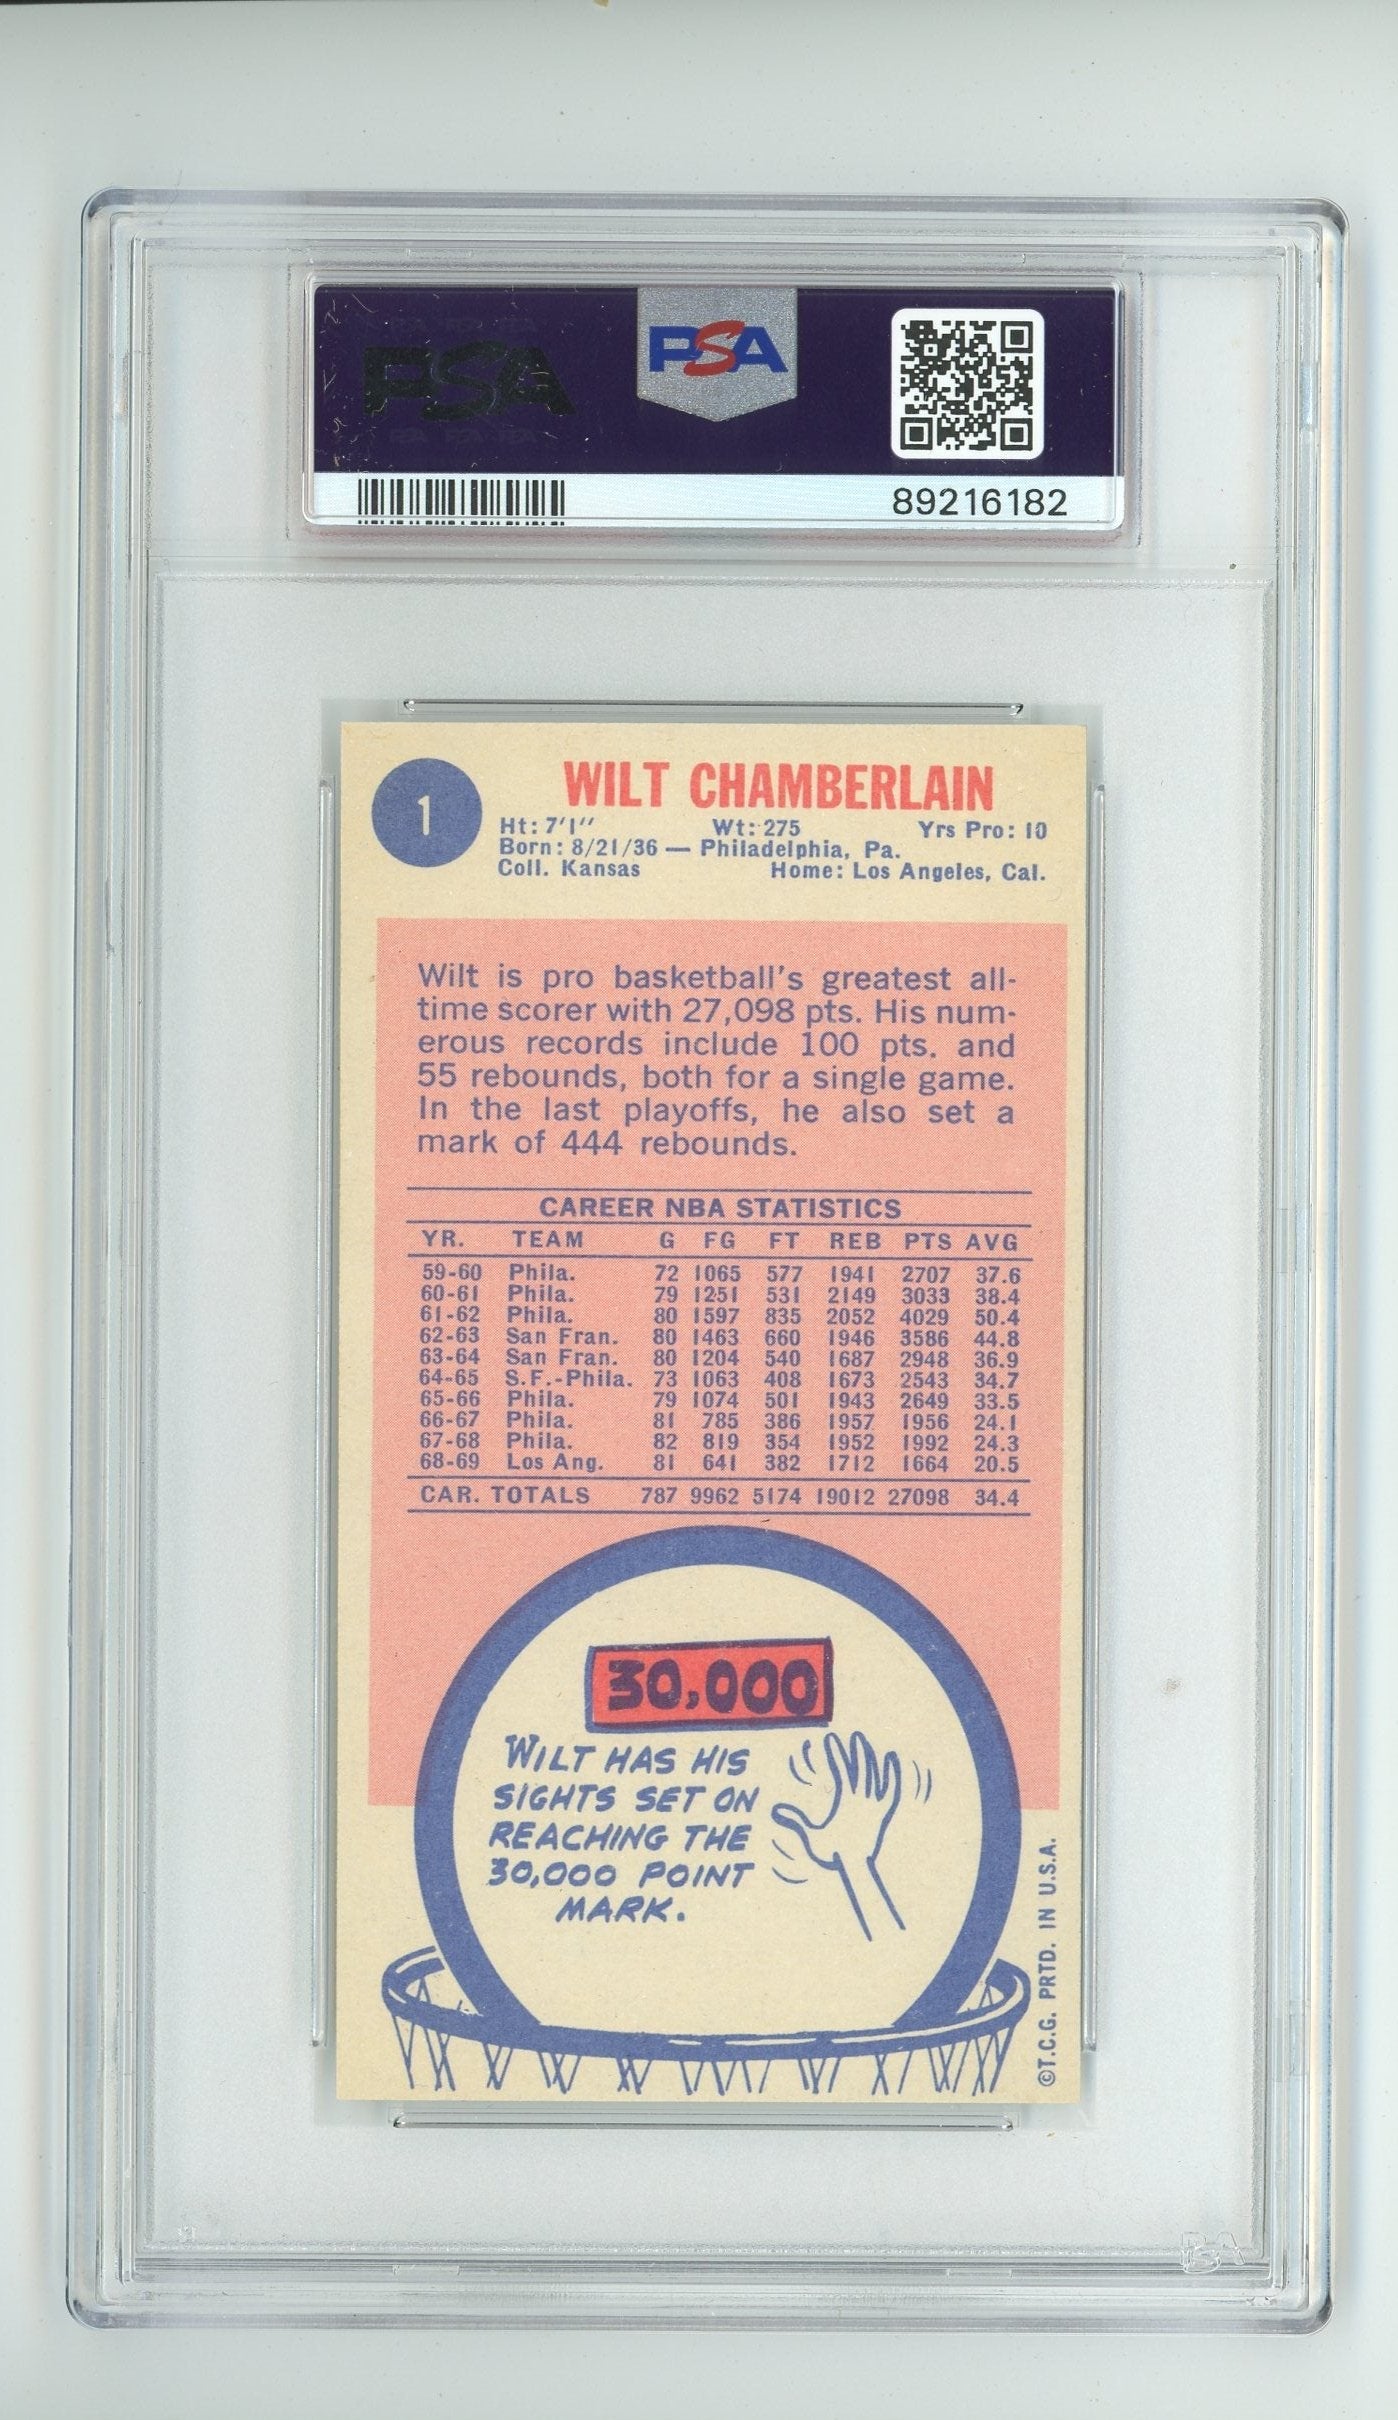 PSA
PSA
89216182
1
WILT CHAMBERLAIN
Ht: 7'1" Wt: 275 Yrs Pro: 10
Born: 8/21/36 — Philadelphia, Pa.
Coll. Kansas Home: Los Angeles, Cal.
Wilt is pro basketball's greatest all-
time scorer with 27,098 pts. His num-
erous records include 100 pts. and
55 rebounds, both for a single game.
In the last playoffs, he also set a
mark of 444 rebounds.
CAREER NBA STATISTICS
YR. TEAM G FG FT REB PTS AVG
59-60 Phila. 72 1065 577 1941 2707 37.6
60-61 Phila. 79 1251 531 2149 3033 38.4
61-62 Phila. 80 1597 835 2052 4029 50.4
62-63 San Fran. 80 1463 660 1946 3586 44.8
63-64 San Fran. 80 1204 540 1687 2948 36.9
64-65 S.F.-Phila. 73 1063 408 1673 2543 34.7
65-66 Phila. 79 1074 501 1943 2649 33.5
66-67 Phila. 81 785 386 1957 1956 24.1
67-68 Phila. 82 819 354 1952 1992 24.3
68-69 Los Ang. 81 641 382 1712 1664 20.5
CAR. TOTALS 787 9962 5174 19012 27098 34.4
30,000
WILT HAS HIS
SIGHTS SET ON
REACHING THE
30,000 POINT
MARK.
©T.C.G. PRTD. IN U.S.A.
PSA